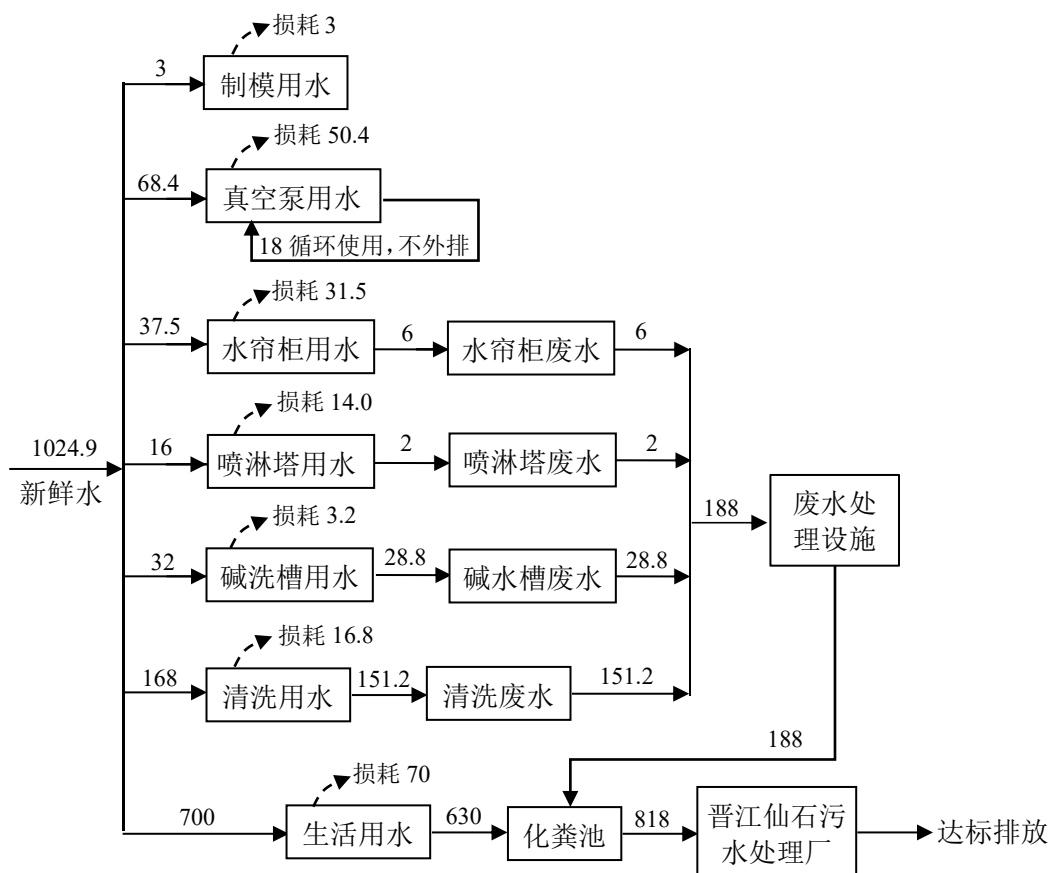 损耗 3
3
制模用水
损耗 50.4
68.4
真空泵用水
18 循环使用，不外排
损耗 31.5
37.5
水帘柜用水
6
水帘柜废水
6
损耗 14.0
1024.9
新鲜水
16
喷淋塔用水
2
喷淋塔废水
2
188
废水处
理设施
损耗 3.2
32
碱洗槽用水
28.8
碱水槽废水
28.8
损耗 16.8
168
清洗用水
151.2
清洗废水
151.2
188
损耗 70
700
生活用水
630
化粪池
818
晋江仙石污
水处理厂
达标排放